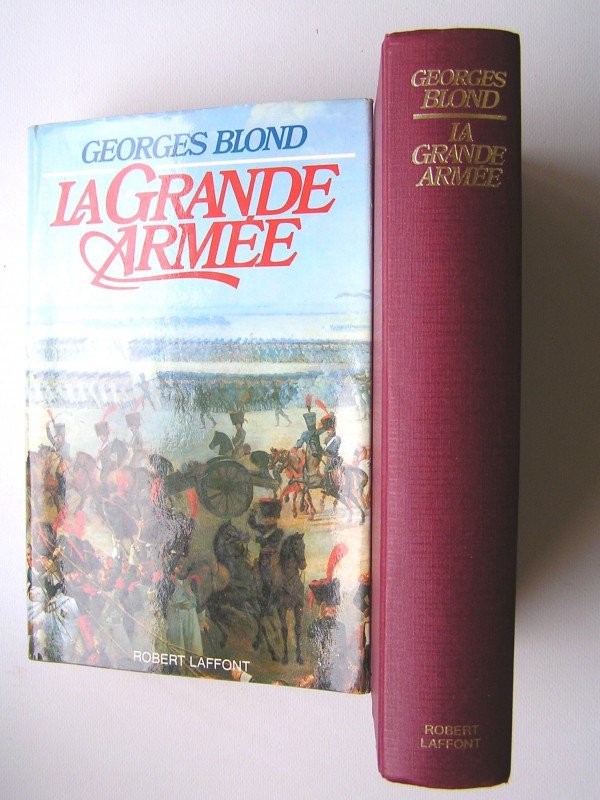 GEORGES BLOND
LA GRANDE
ARMÉE
ROBERT LAFFONT
GEORGES
BLOND
LA
GRANDE
ARMÉE
ROBERT
LAFFONT